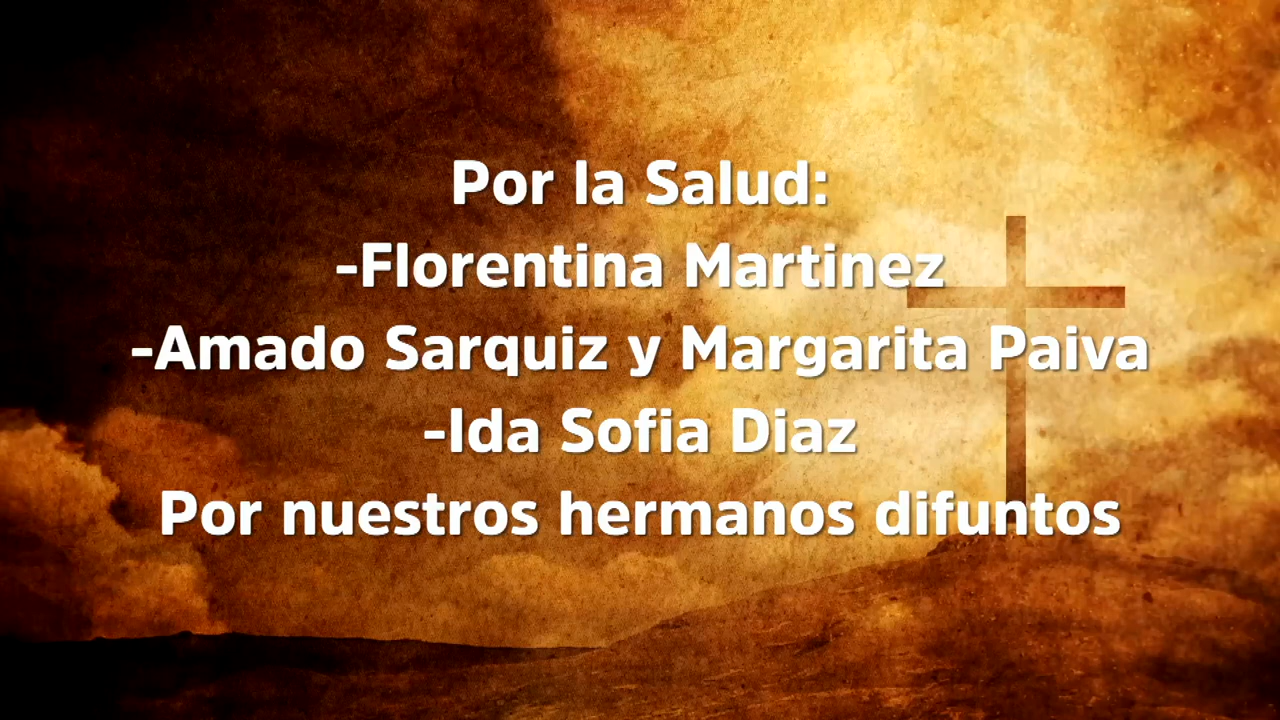 Por la Salud:
-Florentina Martinez
-Amado Sarquiz y Margarita Paiva
-Ida Sofia Diaz
Por nuestros hermanos difuntos